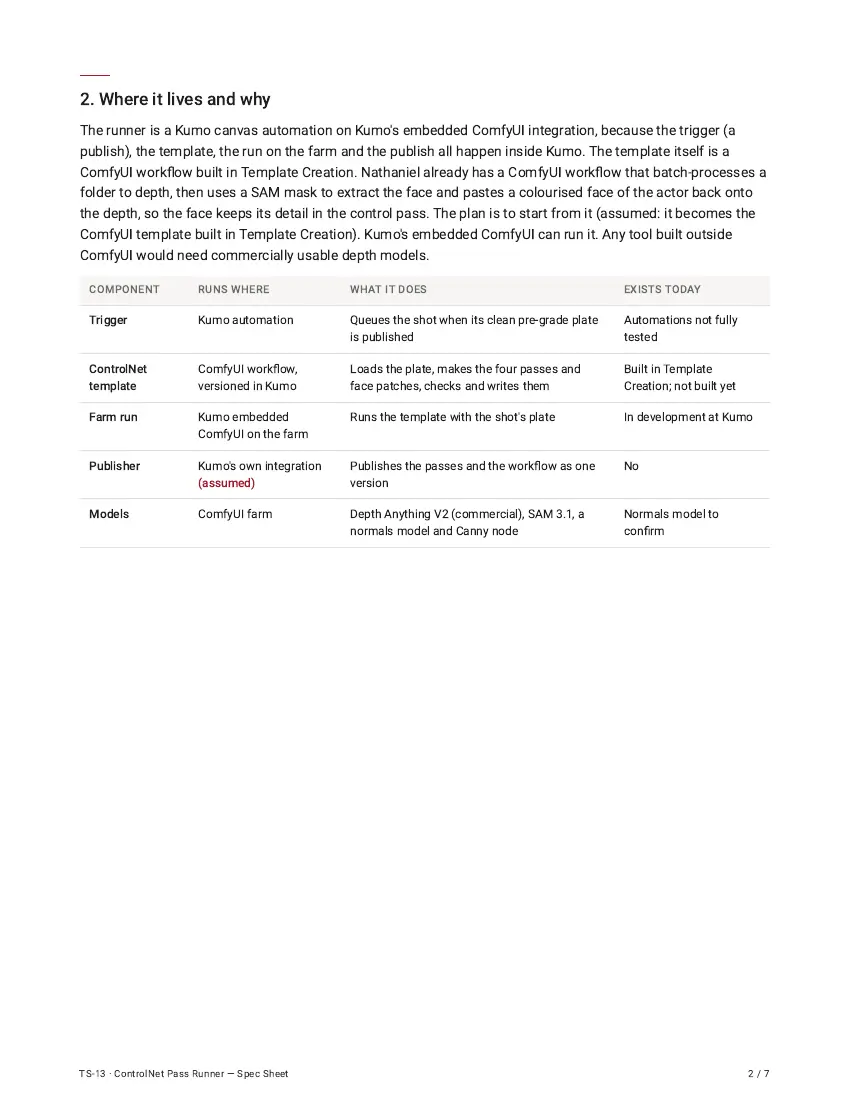 2. Where it lives and why
The runner is a Kumo canvas automation on Kumo's embedded ComfyUI integration, because the trigger (a
publish), the template, the run on the farm and the publish all happen inside Kumo. The template itself is a
ComfyUI workflow built in Template Creation. Nathaniel already has a ComfyUI workflow that batch-processes a
folder to depth, then uses a SAM mask to extract the face and pastes a colourised face of the actor back onto
the depth, so the face keeps its detail in the control pass. The plan is to start from it (assumed: it becomes the
ComfyUI template built in Template Creation). Kumo's embedded ComfyUI can run it. Any tool built outside
ComfyUI would need commercially usable depth models.
COMPONENT RUNS WHERE WHAT IT DOES EXISTS TODAY
Trigger Kumo automation Queues the shot when its clean pre-grade plate Automations not fully
is published tested
ControlNet ComfyUI workflow, Loads the plate, makes the four passes and Built in Template
template versioned in Kumo face patches, checks and writes them Creation; not built yet
Farm run Kumo embedded Runs the template with the shot's plate In development at Kumo
ComfyUI on the farm
Publisher Kumo's own integration Publishes the passes and the workflow as one No
(assumed) version
Models ComfyUI farm Depth Anything V2 (commercial), SAM 3.1, a Normals model to
normals model and Canny node confirm
TS-13 · ControlNet Pass Runner — Spec Sheet 2 / 7